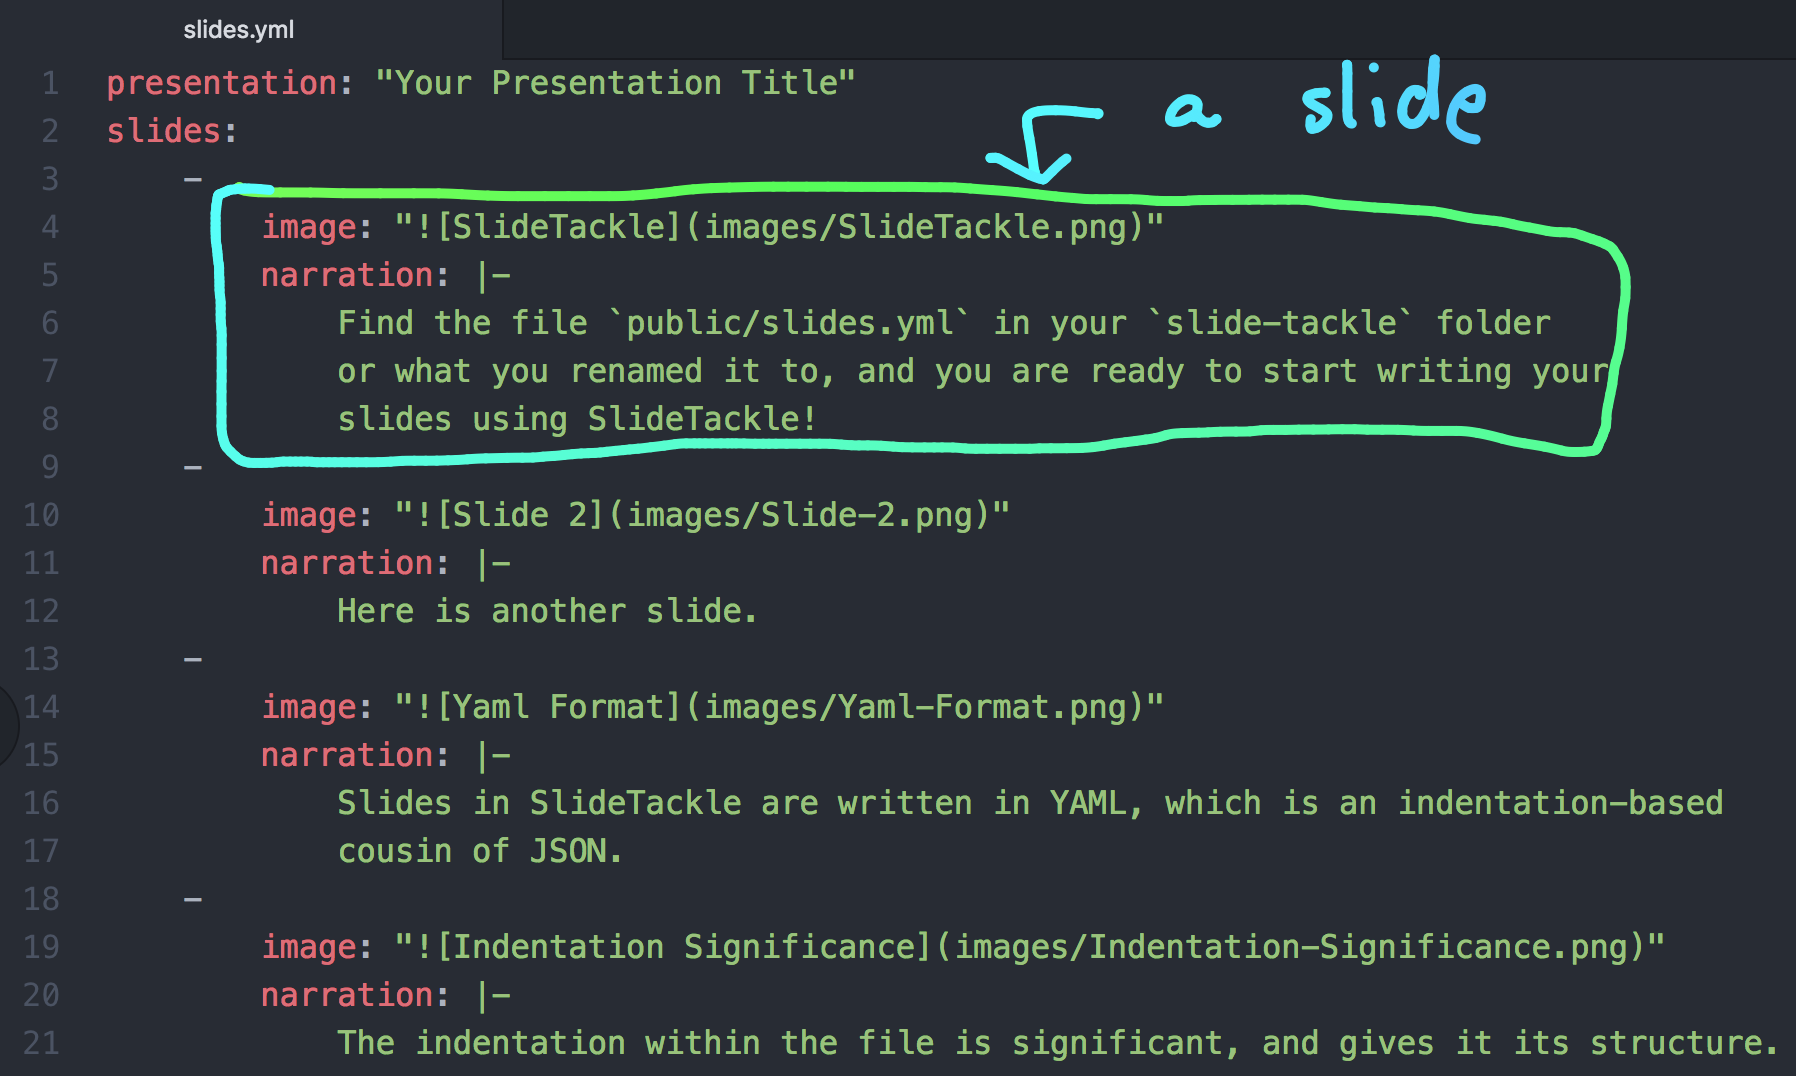 slides.yml
1 presentation: "Your Presentation Title"
a slide
2 slides:
3     -
4         image: "![SlideTackle](images/SlideTackle.png)"
5         narration: |-
6             Find the file `public/slides.yml` in your `slide-tackle` folder
7             or what you renamed it to, and you are ready to start writing your
8             slides using SlideTackle!
9     -
10         image: "![Slide 2](images/Slide-2.png)"
11         narration: |-
12             Here is another slide.
13     -
14         image: "![Yaml Format](images/Yaml-Format.png)"
15         narration: |-
16             Slides in SlideTackle are written in YAML, which is an indentation-based
17             cousin of JSON.
18     -
19         image: "![Indentation Significance](images/Indentation-Significance.png)"
20         narration: |-
21             The indentation within the file is significant, and gives it its structure.